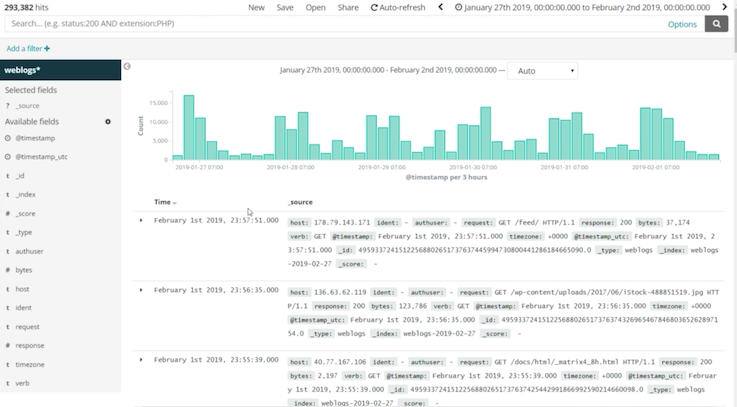 293,382 hits
New Save Open Share Auto-refresh January 27th 2019, 00:00:00.000 to February 2nd 2019, 00:00:00.000
Search... (e.g. status:200 AND extension:PHP)
Options
Add a filter +
weblogs*
Selected fields
? _source
Available fields
@timestamp
@timestamp_utc
t _id
t _index
# _score
t _type
t authuser
# bytes
t host
t ident
t request
# response
t timezone
t verb
January 27th 2019, 00:00:00.000 - February 2nd 2019, 00:00:00.000 —
Auto
Count
15,000
10,000
5,000
0
2019-01-27 07:00 2019-01-28 07:00 2019-01-29 07:00 2019-01-30 07:00 2019-01-31 07:00 2019-02-01 07:00
@timestamp per 3 hours
Time _source
February 1st 2019, 23:57:51.000
host: 178.79.143.171 ident: - authuser: - request: GET /feed/ HTTP/1.1 response: 200 bytes: 37,174
verb: GET @timestamp: February 1st 2019, 23:57:51.000 timezone: +0000 @timestamp_utc: February 1st 2019, 2
3:57:51.000 _id: _type: weblogs _index: weblogs
-2019-02-27 _score: -
February 1st 2019, 23:56:35.000
host: 136.63.62.119 ident: - authuser: - request: GET /wp-content/uploads/2017/06/iStock-488851519.jpg HTT
P/1.1 response: 200 bytes: 123,786 verb: GET @timestamp: February 1st 2019, 23:56:35.000 timezone: +0000
@timestamp_utc: February 1st 2019, 23:56:35.000 _id:
54.0 _type: weblogs _index: weblogs-2019-02-27 _score: -
February 1st 2019, 23:55:39.000
host: 40.77.167.106 ident: - authuser: - request: GET /docs/html/_matrix4_8h.html HTTP/1.1 response: 200
bytes: 2,197 verb: GET @timestamp: February 1st 2019, 23:55:39.000 timezone: +0000 @timestamp_utc: Februar
y 1st 2019, 23:55:39.000 _id: _type: weblogs
_index: weblogs-2019-02-27 _score: -